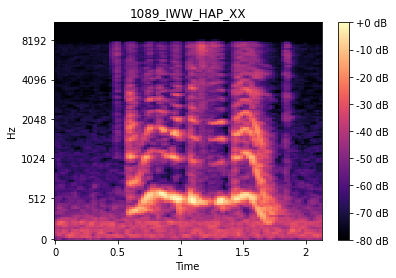 1089_IWW_HAP_XX
8192
4096
2048
1024
512
0
Hz
0
0.5
1
1.5
2
Time
+0 dB
-10 dB
-20 dB
-30 dB
-40 dB
-50 dB
-60 dB
-70 dB
-80 dB